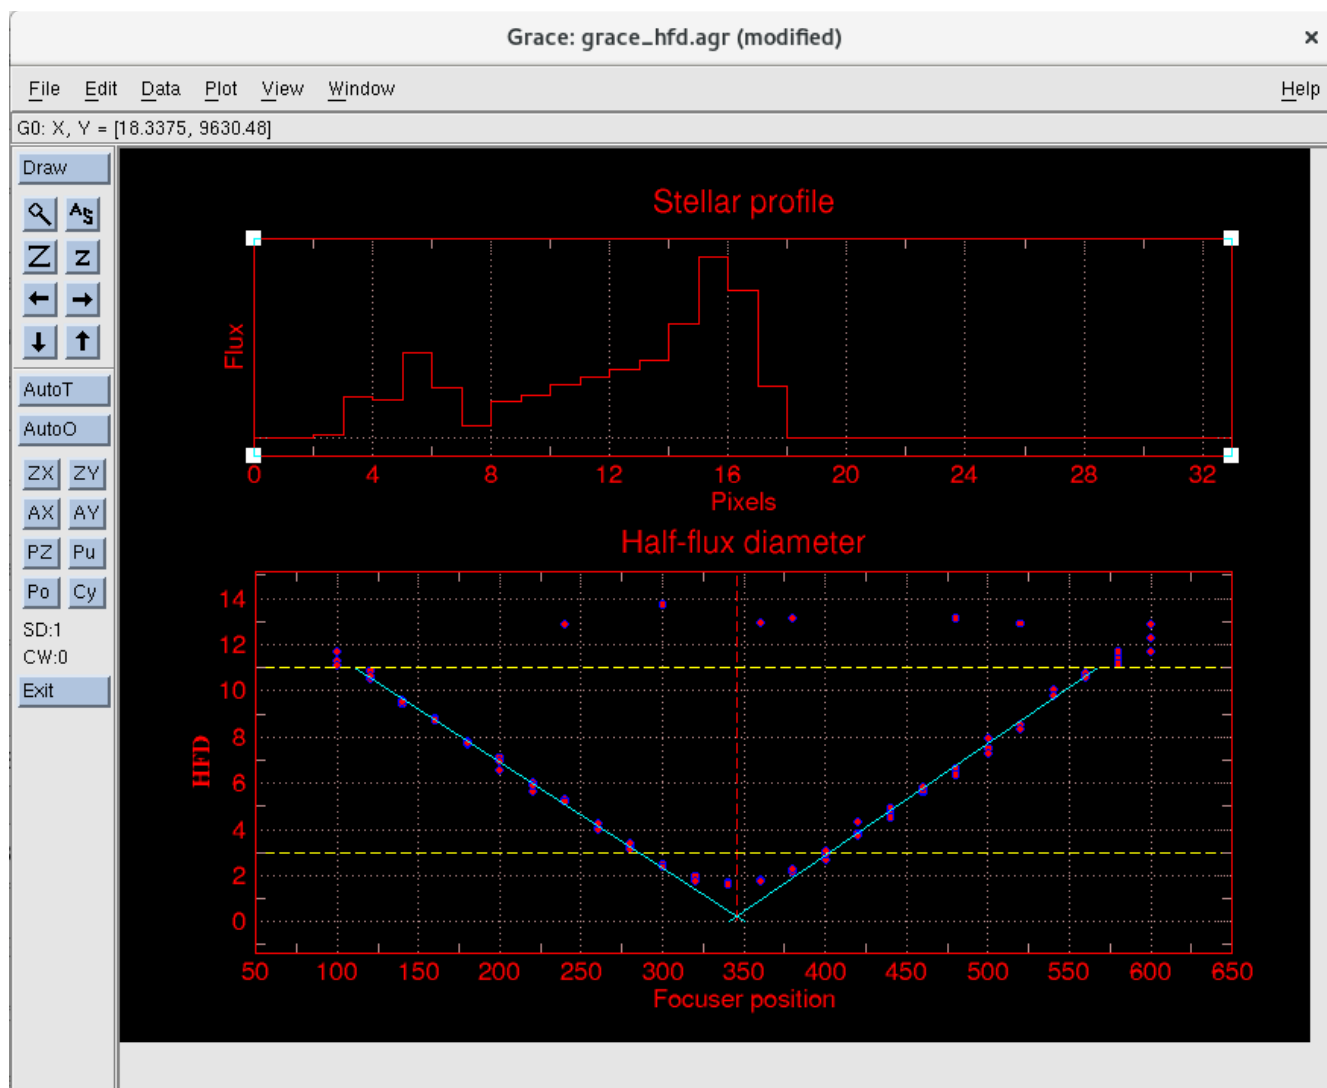 Grace: grace_hfd.agr (modified)
×
File Edit Data Plot View Window Help
G0: X, Y = [18.3375, 9630.48]
Draw
A S
Z z
AutoT
AutoO
ZX ZY
AX AY
PZ Pu
Po Cy
SD:1
CW:0
Exit
Stellar profile
Flux
0 4 8 12 16 20 24 28 32
Pixels
Half-flux diameter
HFD
14
12
10
8
6
4
2
0
50 100 150 200 250 300 350 400 450 500 550 600 650
Focuser position